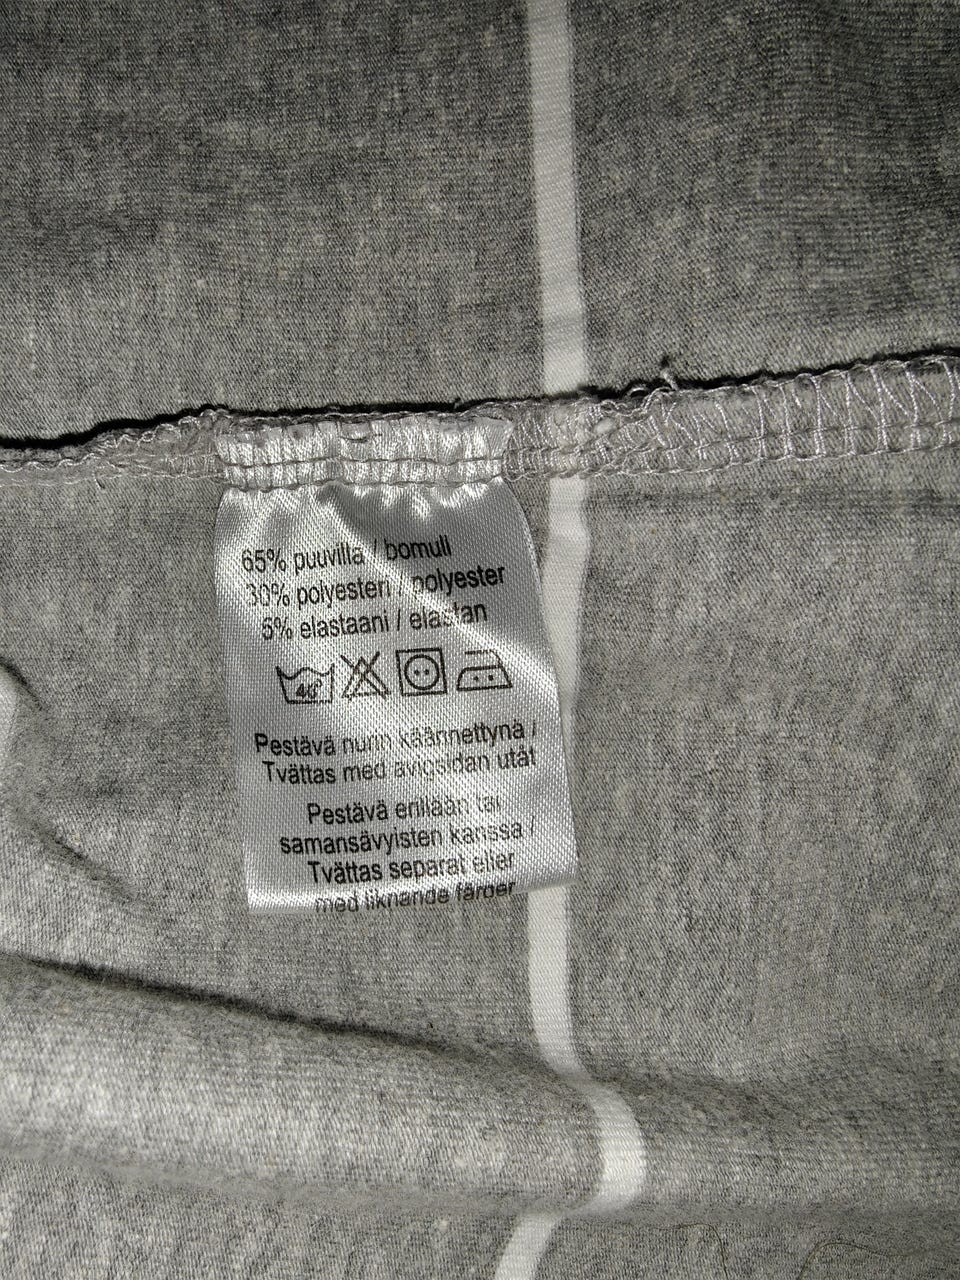 65% puuvilla / bomull
30% polyesteri / polyester
5% elastaani / elastan
40°
Pestävä nurin käännettynä /
Tvättas med avigsidan utåt
Pestävä erillään tai
samansävyisten kanssa /
Tvättas separat eller
med liknande färger